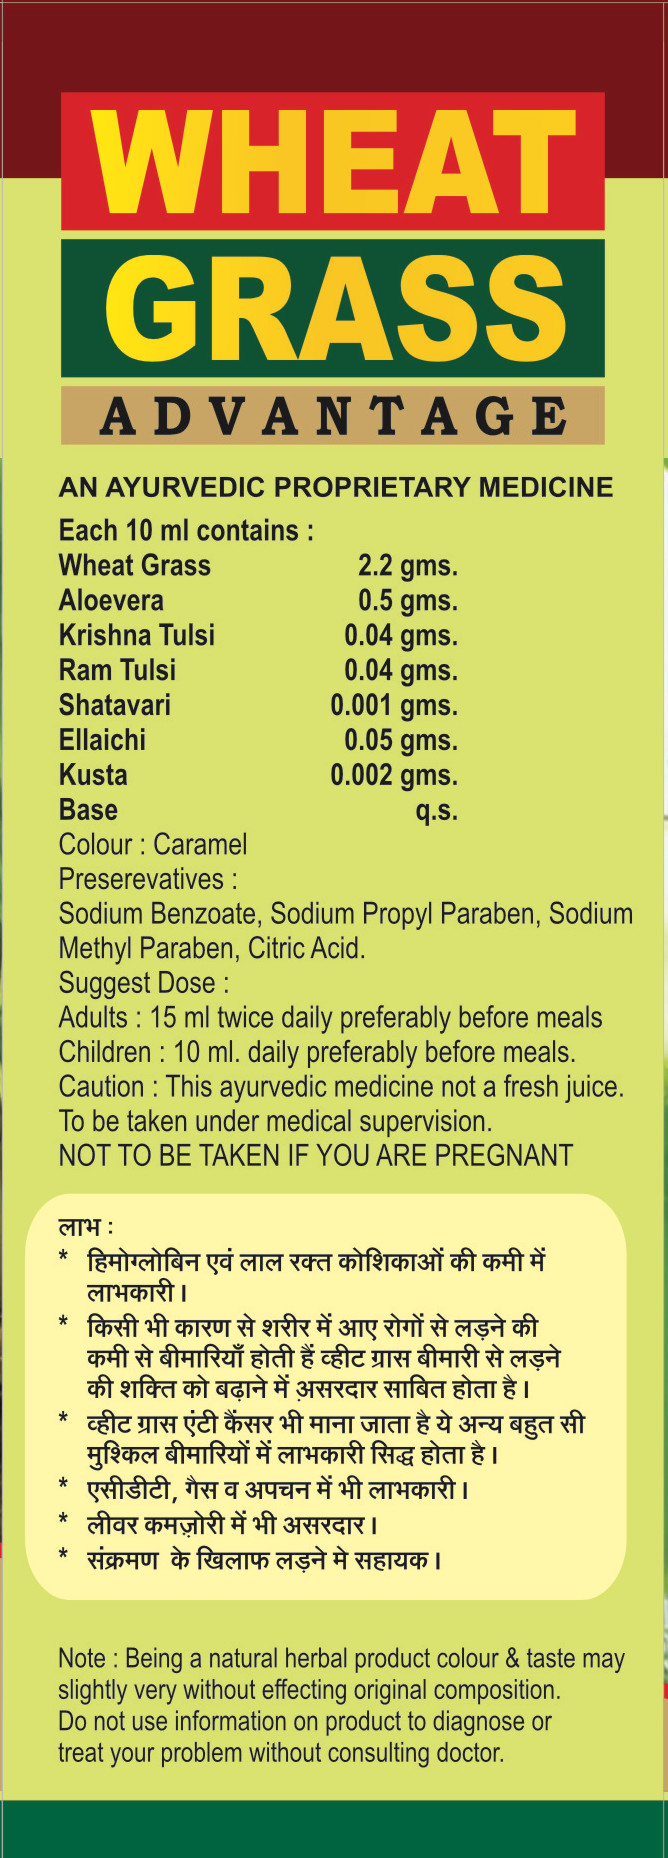 WHEAT
GRASS
ADVANTAGE
AN AYURVEDIC PROPRIETARY MEDICINE
Each 10 ml contains :
Wheat Grass 2.2 gms.
Aloevera 0.5 gms.
Krishna Tulsi 0.04 gms.
Ram Tulsi 0.04 gms.
Shatavari 0.001 gms.
Ellaichi 0.05 gms.
Kusta 0.002 gms.
Base q.s.
Colour : Caramel
Preserevatives :
Sodium Benzoate, Sodium Propyl Paraben, Sodium
Methyl Paraben, Citric Acid.
Suggest Dose :
Adults : 15 ml twice daily preferably before meals
Children : 10 ml. daily preferably before meals.
Caution : This ayurvedic medicine not a fresh juice.
To be taken under medical supervision.
NOT TO BE TAKEN IF YOU ARE PREGNANT
लाभ :
* हिमोग्लोबिन एवं लाल रक्त कोशिकाओं की कमी में
लाभकारी।
* किसी भी कारण से शरीर में आए रोगों से लड़ने की
कमी से बीमारियाँ होती हैं व्हीट ग्रास बीमारी से लड़ने
की शक्ति को बढ़ाने में अ़सरदार साबित होता है।
* व्हीट ग्रास एंटी कैंसर भी माना जाता है ये अन्य बहुत सी
मुश्किल बीमारियों में लाभकारी सिद्ध होता है।
* एसीडीटी, गैस व अपचन में भी लाभकारी।
* लीवर कमज़ोरी में भी असरदार।
* संक्रमण के खिलाफ लड़ने मे सहायक।
Note : Being a natural herbal product colour & taste may
slightly very without effecting original composition.
Do not use information on product to diagnose or
treat your problem without consulting doctor.